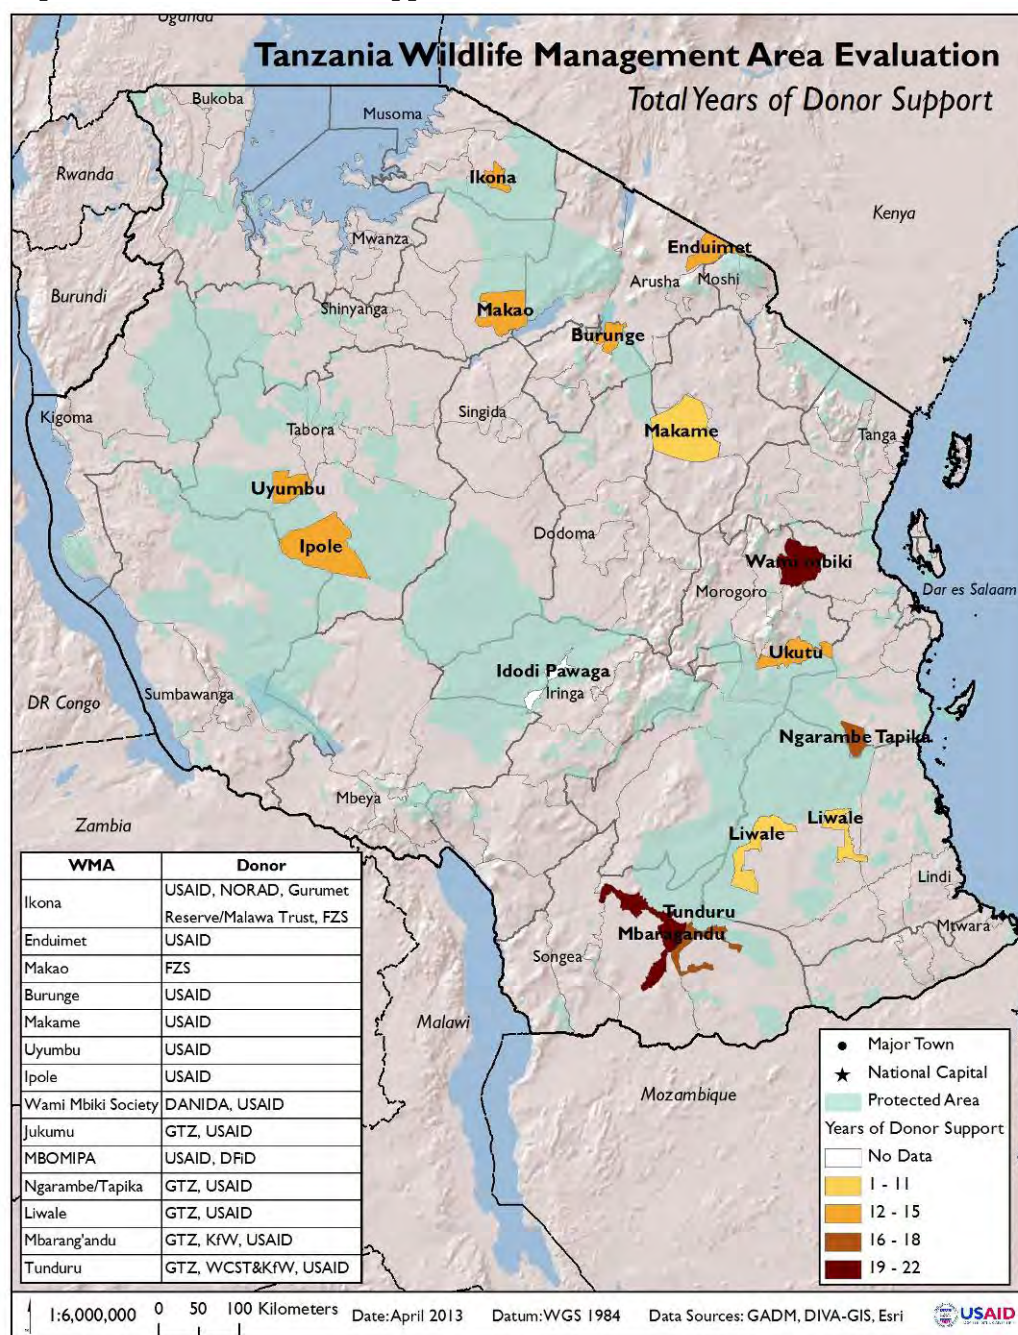 Uganda
Tanzania Wildlife Management Area Evaluation
Total Years of Donor Support
Bukoba
Musoma
Rwanda
Ikona
Kenya
Mwanza
Enduimet
Burundi
Arusha
Moshi
Shinyanga
Makao
Burunge
Kigoma
Singida
Makame
Tabora
Tanga
Uyumbu
Ipole
Dodoma
Wami mbiki
Morogoro
Dar es Salaam
Ukutu
Idodi Pawaga
Iringa
DR Congo
Sumbawanga
Ngarambe Tapika
Mbeya
Zambia
Liwale
Liwale
Lindi
Tunduru
Mbaragandu
Mtwara
Songea
Malawi
Mozambique
WMA Donor
Ikona USAID, NORAD, Gurumet
Reserve/Malawa Trust, FZS
Enduimet USAID
Makao FZS
Burunge USAID
Makame USAID
Uyumbu USAID
Ipole USAID
Wami Mbiki Society DANIDA, USAID
Jukumu GTZ, USAID
MBOMIPA USAID, DFiD
Ngarambe/Tapika GTZ, USAID
Liwale GTZ, USAID
Mbarang'andu GTZ, KfW, USAID
Tunduru GTZ, WCST&KfW, USAID
Major Town
National Capital
Protected Area
Years of Donor Support
No Data
1 - 11
12 - 15
16 - 18
19 - 22
1:6,000,000 0 50 100 Kilometers Date:April 2013 Datum:WGS 1984 Data Sources: GADM, DIVA-GIS, Esri USAID